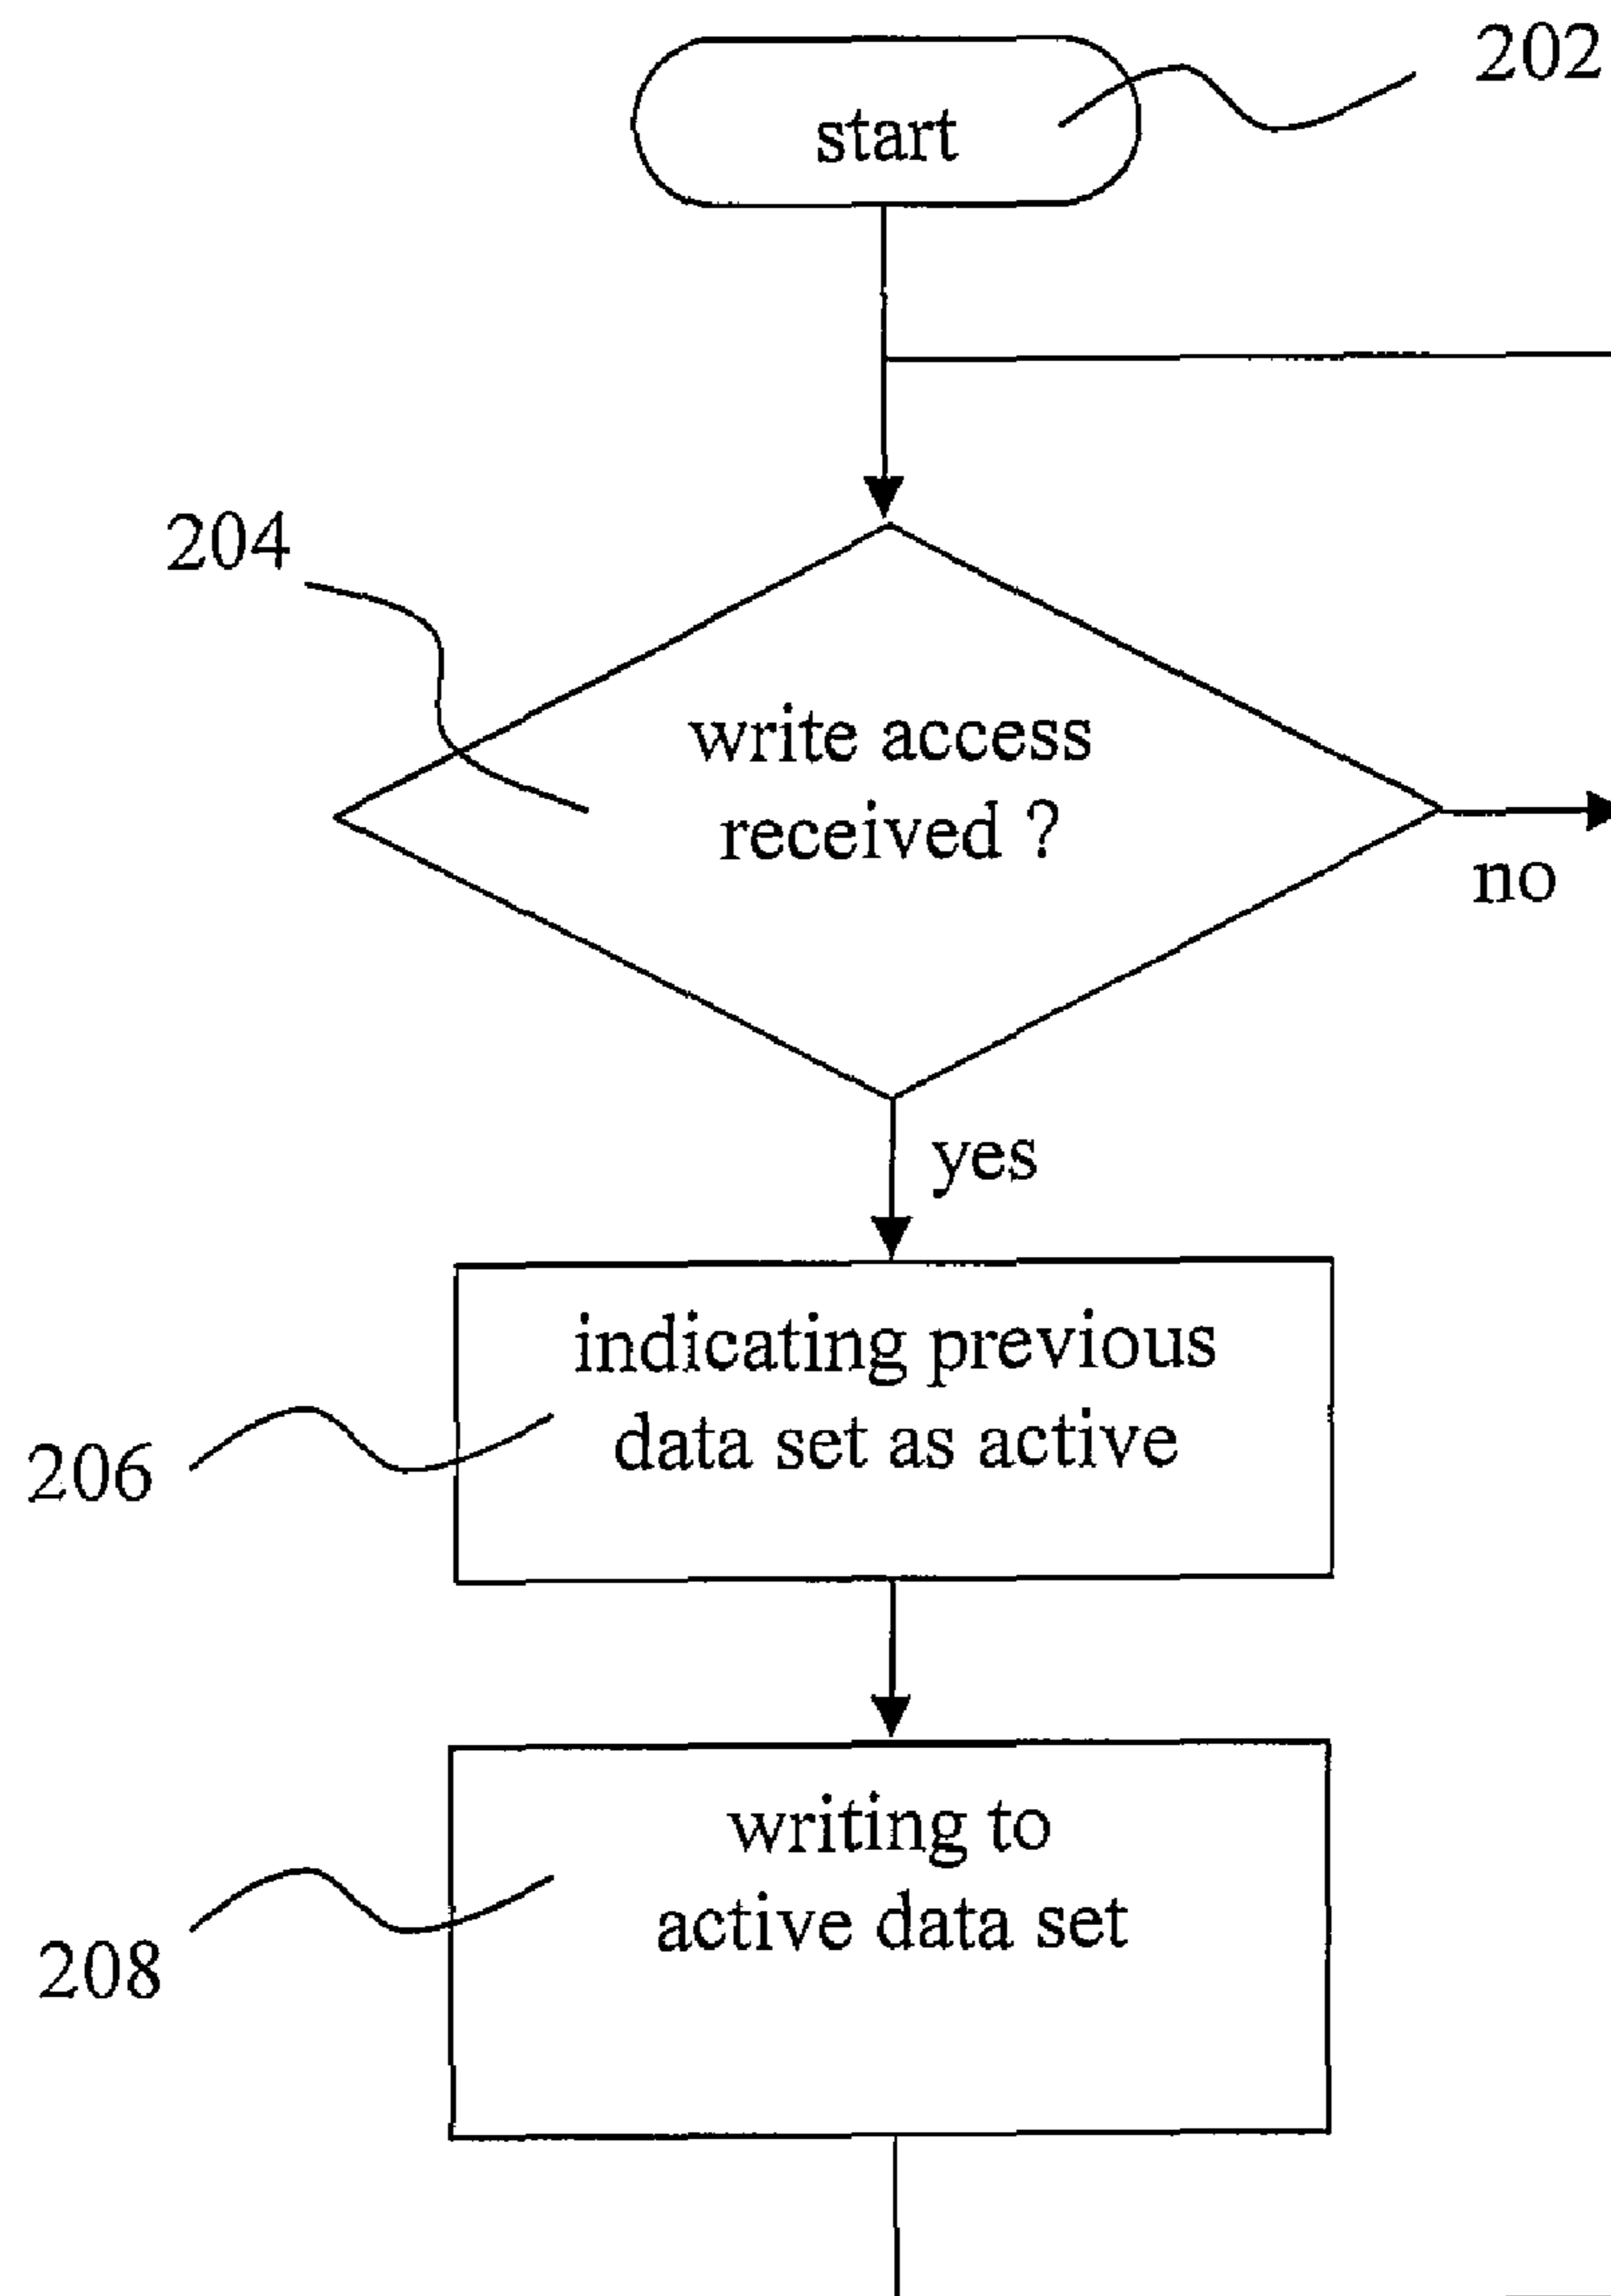 start
202
204
write access
received ?
no
yes
indicating previous
data set as active
206
writing to
active data set
208